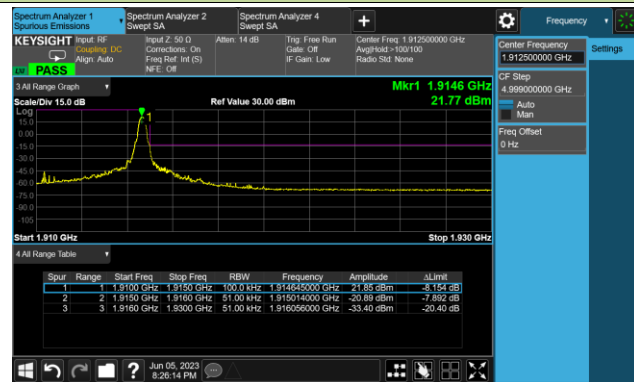 Spectrum Analyzer 1
Spurious Emissions
Spectrum Analyzer 2
Swept SA
Spectrum Analyzer 4
Swept SA
+
Frequency
KEYSIGHT
Input: RF
Coupling: DC
Align: Auto
Input Z: 50 Ω
Corrections: On
Freq Ref: Int (S)
NFE: Off
Atten: 14 dB
Trig: Free Run
Gate: Off
IF Gain: Low
Center Freq: 1.912500000 GHz
Avg|Hold:>100/100
Radio Std: None
PASS
Center Frequency
1.912500000 GHz
Settings
CF Step
4.999000000 GHz
Auto
Man
Freq Offset
0 Hz
3 All Range Graph
Mkr1 1.9146 GHz
21.77 dBm
Scale/Div 15.0 dB
Ref Value 30.00 dBm
Log
15.0
0.00
-15.0
-30.0
-45.0
-60.0
-75.0
-90.0
-105
1
Start 1.910 GHz
Stop 1.930 GHz
4 All Range Table
Spur Range Start Freq Stop Freq RBW Frequency Amplitude ΔLimit
1 1 1.9100 GHz 1.9150 GHz 100.0 kHz 1.914645000 GHz 21.85 dBm -8.154 dB
2 2 1.9150 GHz 1.9160 GHz 51.00 kHz 1.915014000 GHz -20.89 dBm -7.892 dB
3 3 1.9160 GHz 1.9300 GHz 51.00 kHz 1.916056000 GHz -33.40 dBm -20.40 dB
?
Jun 05, 2023
8:26:14 PM